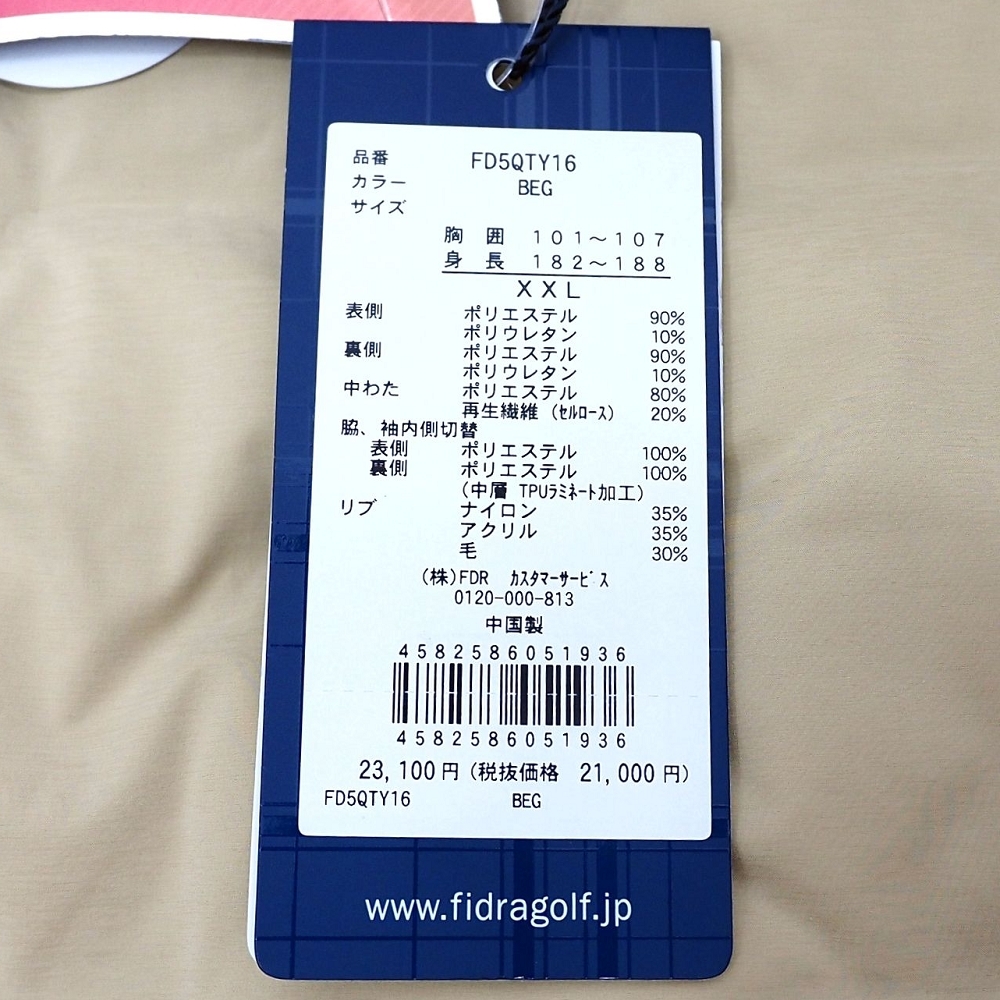 品番 FD5QTY16
カラー BEG
サイズ
胸囲 101～107
身長 182～188
XXL
表側 ポリエステル 90%
ポリウレタン 10%
裏側 ポリエステル 90%
ポリウレタン 10%
中わた ポリエステル 80%
再生繊維 (ｾﾙﾛｰｽ) 20%
脇、袖内側切替
表側 ポリエステル 100%
裏側 ポリエステル 100%
(中層 TPUﾗﾐﾈｰﾄ加工)
リブ ナイロン 35%
アクリル 35%
毛 30%
(株)FDR ｶｽﾀﾏｰｻｰﾋﾞｽ
0120-000-813
中国製
4582586051936
4582586051936
23,100円 (税抜価格 21,000円)
FD5QTY16 BEG
www.fidragolf.jp